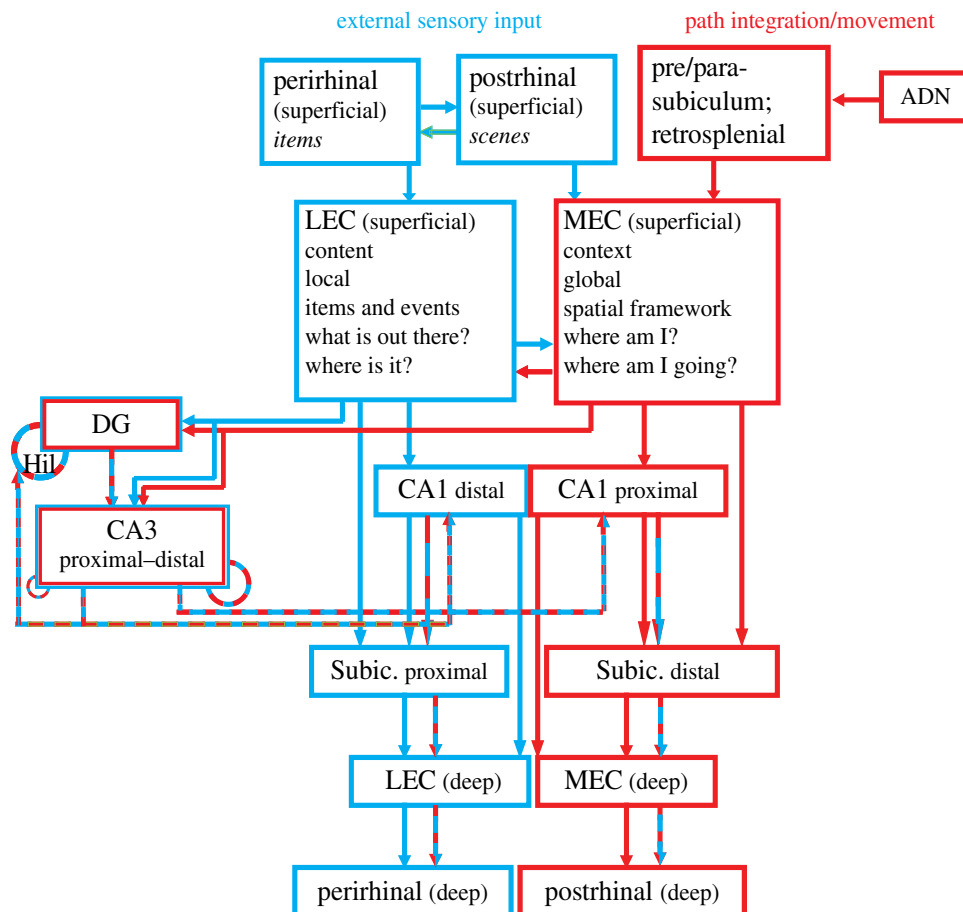 external sensory input
path integration/movement
perirhinal
(superficial)
items
postrhinal
(superficial)
scenes
pre/para-
subiculum;
retrosplenial
ADN
LEC (superficial)
content
local
items and events
what is out there?
where is it?
MEC (superficial)
context
global
spatial framework
where am I?
where am I going?
DG
Hil
CA3
proximal–distal
CA1 distal
CA1 proximal
Subic. proximal
Subic. distal
LEC (deep)
MEC (deep)
perirhinal (deep)
postrhinal (deep)